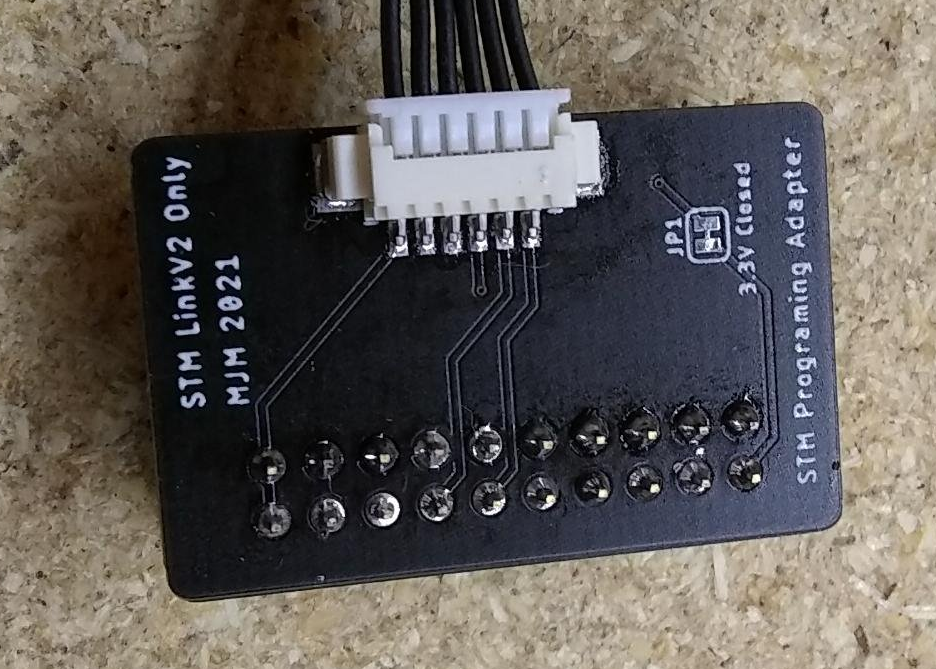 STM LinkV2 Only
MJM 2021
JP1
3.3V Closed
STM Programing Adapter